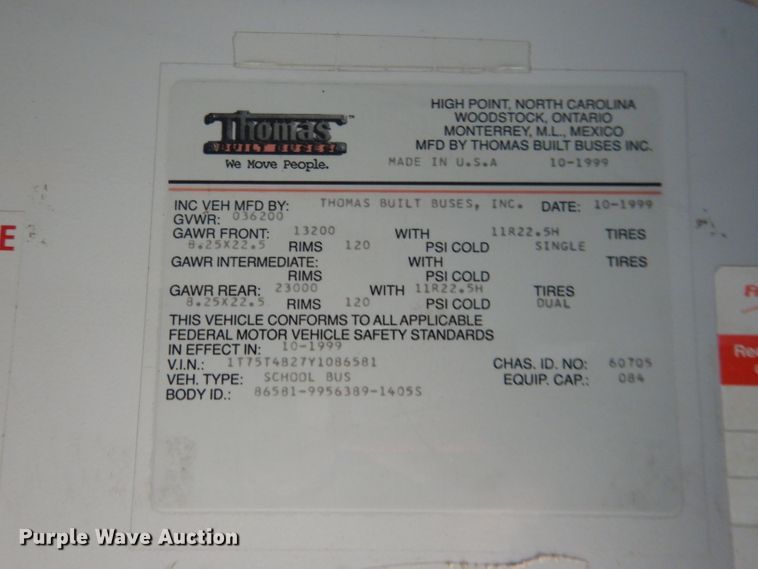 Thomas ™
BUILT BUSES
We Move People.
HIGH POINT, NORTH CAROLINA
WOODSTOCK, ONTARIO
MONTERREY, M.L., MEXICO
MFD BY THOMAS BUILT BUSES INC.
MADE IN U.S.A 10-1999
INC VEH MFD BY: THOMAS BUILT BUSES, INC. DATE: 10-1999
GVWR: 036200
GAWR FRONT: 13200 WITH 11R22.5H TIRES
8.25X22.5 RIMS 120 PSI COLD SINGLE
GAWR INTERMEDIATE: WITH TIRES
RIMS PSI COLD
GAWR REAR: 23000 WITH 11R22.5H TIRES
8.25X22.5 RIMS 120 PSI COLD DUAL
THIS VEHICLE CONFORMS TO ALL APPLICABLE
FEDERAL MOTOR VEHICLE SAFETY STANDARDS
IN EFFECT IN: 10-1999
V.I.N.: 1T75T4B27Y1086581 CHAS. ID. NO: 60705
VEH. TYPE: SCHOOL BUS EQUIP. CAP.: 084
BODY ID.: 86581-9956389-1405S
E
Purple Wave Auction